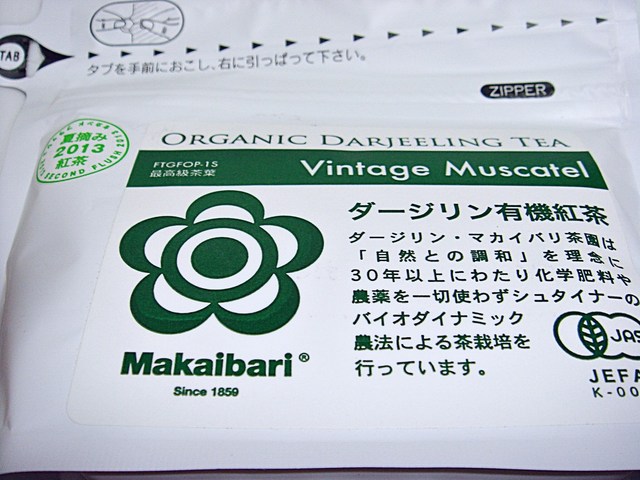 TAB
タブを手前におこし、右に引っぱって下さい。
ZIPPER
夏摘み
2013
紅茶
SECOND FLUSH
ORGANIC DARJEELING TEA
FTGFOP-1S
最高級茶葉
Vintage Muscatel
ダージリン有機紅茶
ダージリン・マカイバリ茶園は
「自然との調和」を理念に
30年以上にわたり化学肥料や
農薬を一切使わずシュタイナーの
バイオダイナミック
農法による茶栽培を
行っています。
Makaibari®
Since 1859
JAS
JEFA
K-00